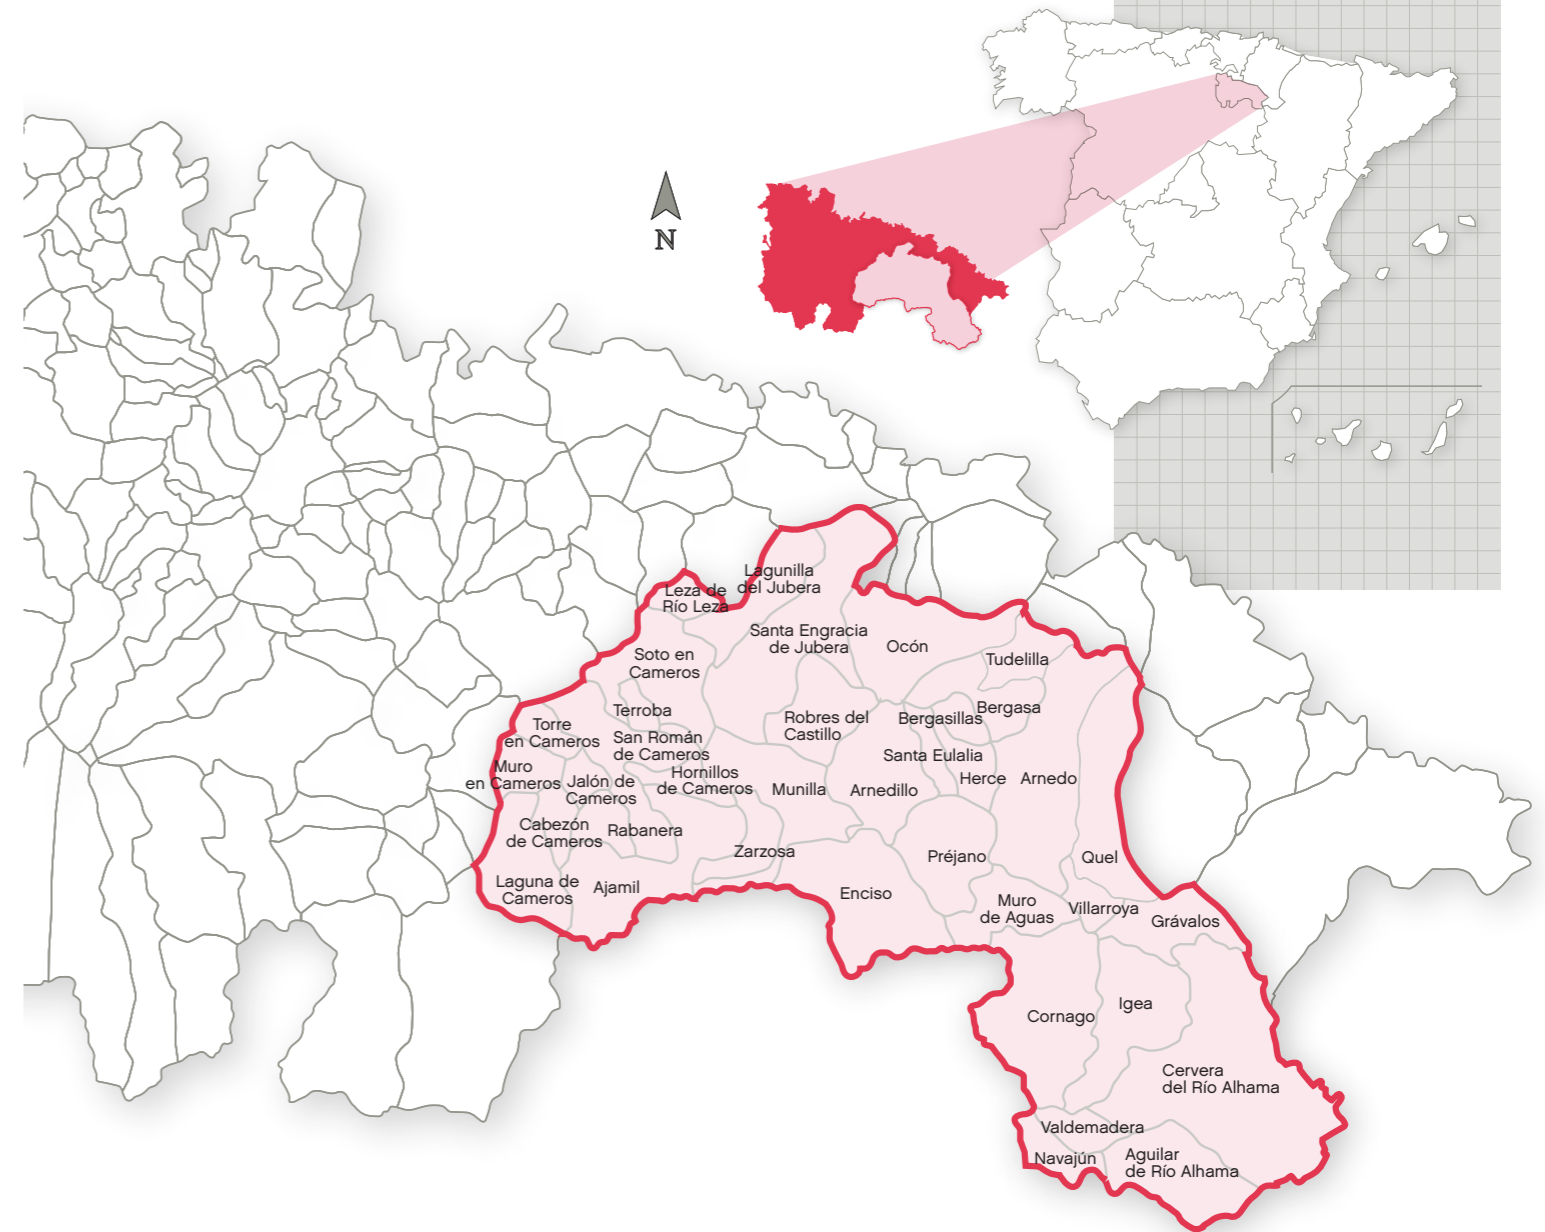 N
Lagunilla
del Jubera
Leza de
Río Leza
Santa Engracia
de Jubera
Ocón
Soto en
Cameros
Tudelilla
Terroba
Bergasa
Robres del
Castillo
Bergasillas
Torre
en Cameros
San Román
de Cameros
Santa Eulalia
Muro
en Cameros
Jalón de
Cameros
Hornillos
de Cameros
Munilla
Arnedillo
Herce
Arnedo
Cabezón
de Cameros
Rabanera
Zarzosa
Préjano
Quel
Laguna de
Cameros
Ajamil
Enciso
Muro
de Aguas
Villarroya
Grávalos
Cornago
Igea
Cervera
del Río Alhama
Valdemadera
Navajún
Aguilar
de Río Alhama